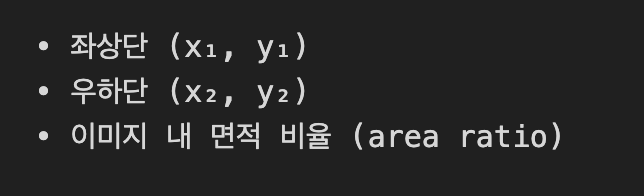 • 좌상단 (x₁, y₁)
• 우하단 (x₂, y₂)
• 이미지 내 면적 비율 (area ratio)